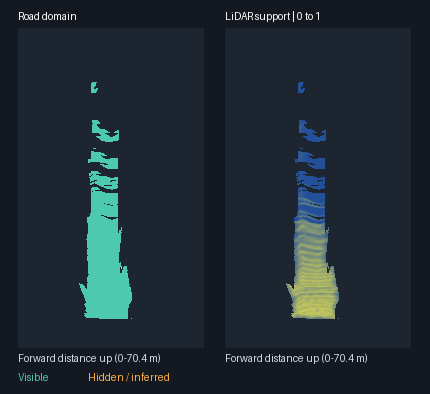 Road domain
LiDAR support | 0 to 1
Forward distance up (0-70.4 m)
Forward distance up (0-70.4 m)
Visible
Hidden / inferred